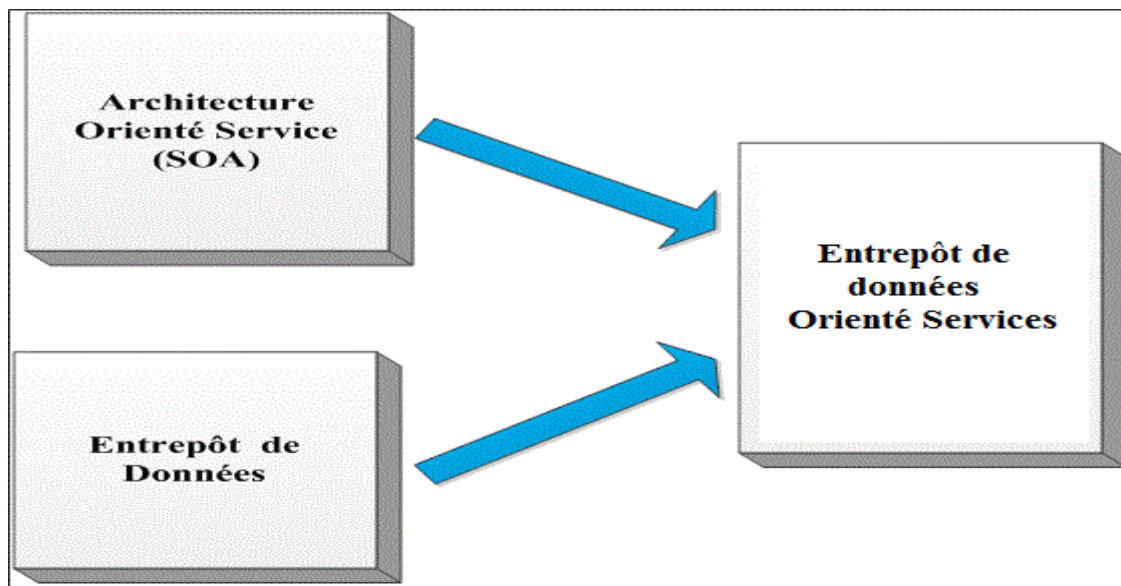 Architecture
Orienté Service
(SOA)
Entrepôt de
Données
Entrepôt de
données
Orienté Services